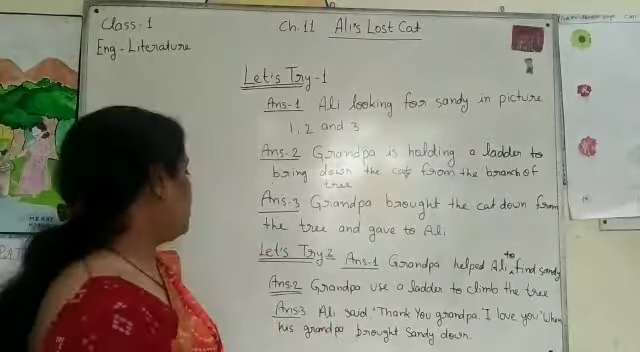 Class-1
Eng-Literature
Ch.11 Ali's Lost Cat
Let's Try-1
Ans-1 Ali looking for sandy in picture
1, 2 and 3
Ans-2 Grandpa is holding a ladder to
bring down the cat from the branch of
tree
Ans-3 Grandpa brought the cat down from
the tree and gave to Ali
Let's Try 2 Ans-1 Grandpa helped Ali to find sandy
Ans-2 Grandpa use a ladder to climb the tree
Ans3 Ali said "Thank You grandpa. I love you" when
his grandpa brought Sandy down.